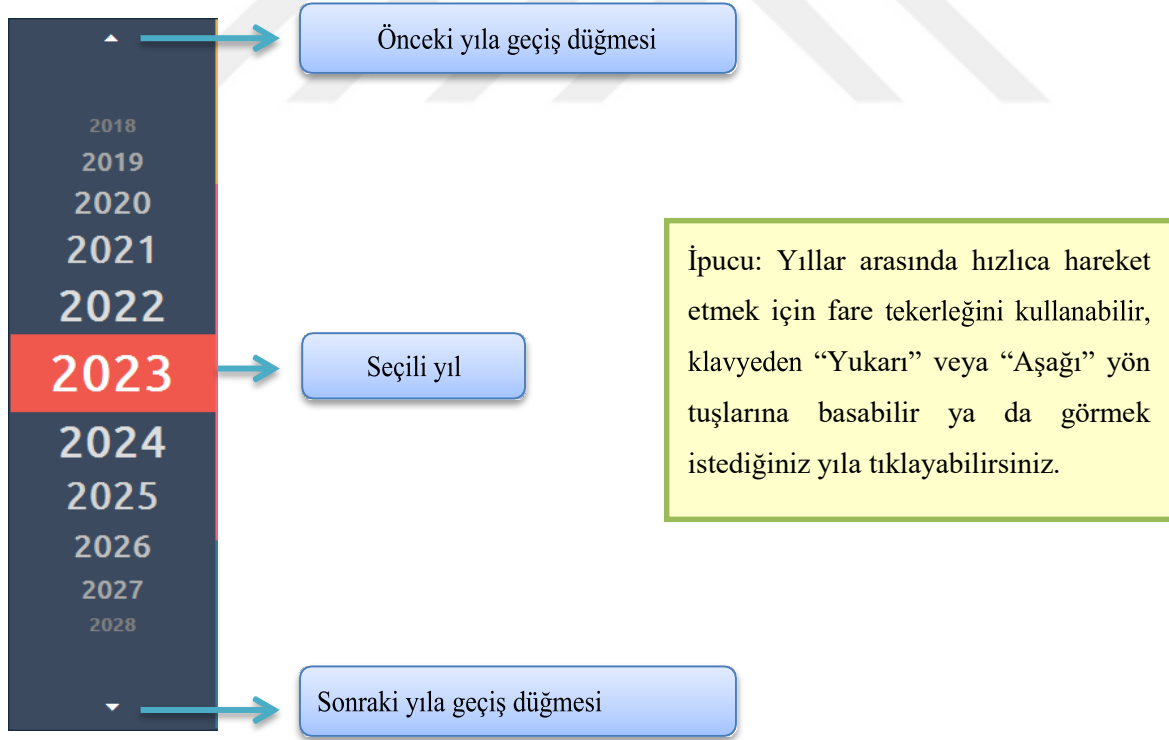 Önceki yıla geçiş düğmesi
2018
2019
2020
2021
2022
2023
2024
2025
2026
2027
2028
Seçili yıl
Sonraki yıla geçiş düğmesi
İpucu: Yıllar arasında hızlıca hareket
etmek için fare tekerleğini kullanabilir,
klavyeden “Yukarı” veya “Aşağı” yön
tuşlarına basabilir ya da görmek
istediğiniz yıla tıklayabilirsiniz.